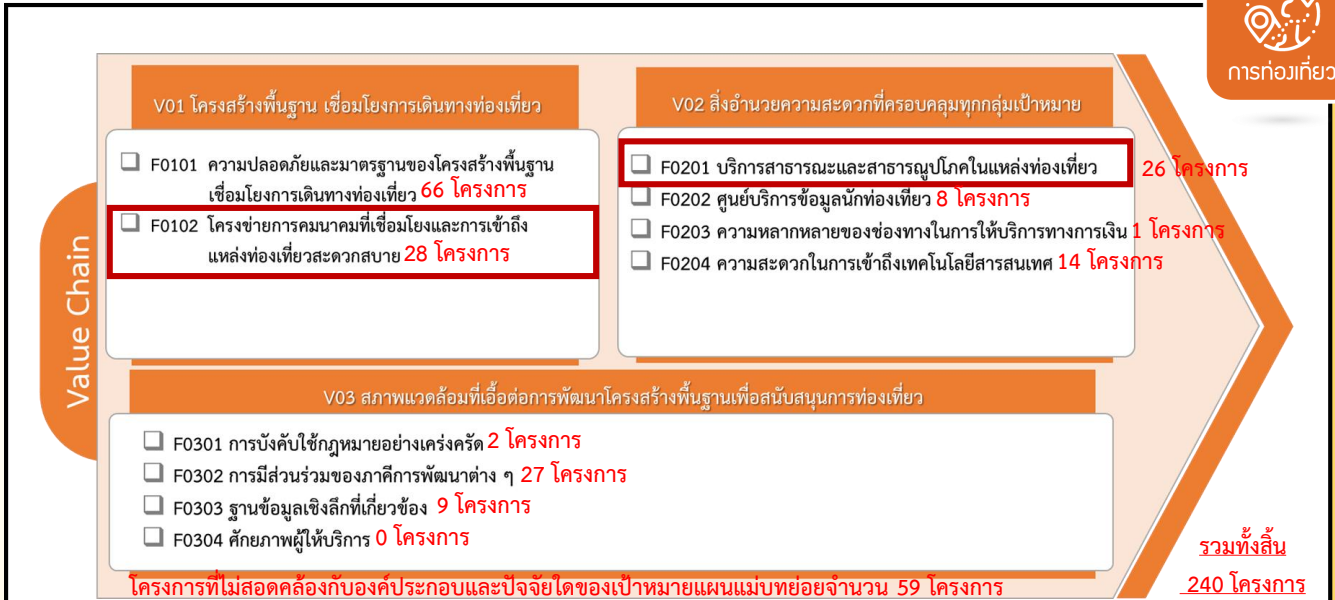 การท่องเที่ยว
Value Chain
V01 โครงสร้างพื้นฐาน เชื่อมโยงการเดินทางท่องเที่ยว
F0101 ความปลอดภัยและมาตรฐานของโครงสร้างพื้นฐาน
เชื่อมโยงการเดินทางท่องเที่ยว 66 โครงการ
F0102 โครงข่ายการคมนาคมที่เชื่อมโยงและการเข้าถึง
แหล่งท่องเที่ยวสะดวกสบาย 28 โครงการ
V02 สิ่งอำนวยความสะดวกที่ครอบคลุมทุกกลุ่มเป้าหมาย
F0201 บริการสาธารณะและสาธารณูปโภคในแหล่งท่องเที่ยว 26 โครงการ
F0202 ศูนย์บริการข้อมูลนักท่องเที่ยว 8 โครงการ
F0203 ความหลากหลายของช่องทางในการให้บริการทางการเงิน 1 โครงการ
F0204 ความสะดวกในการเข้าถึงเทคโนโลยีสารสนเทศ 14 โครงการ
V03 สภาพแวดล้อมที่เอื้อต่อการพัฒนาโครงสร้างพื้นฐานเพื่อสนับสนุนการท่องเที่ยว
F0301 การบังคับใช้กฎหมายอย่างเคร่งครัด 2 โครงการ
F0302 การมีส่วนร่วมของภาคีการพัฒนาต่าง ๆ 27 โครงการ
F0303 ฐานข้อมูลเชิงลึกที่เกี่ยวข้อง 9 โครงการ
F0304 ศักยภาพผู้ให้บริการ 0 โครงการ
โครงการที่ไม่สอดคล้องกับองค์ประกอบและปัจจัยใดของเป้าหมายแผนแม่บทย่อยจำนวน 59 โครงการ
รวมทั้งสิ้น
240 โครงการ